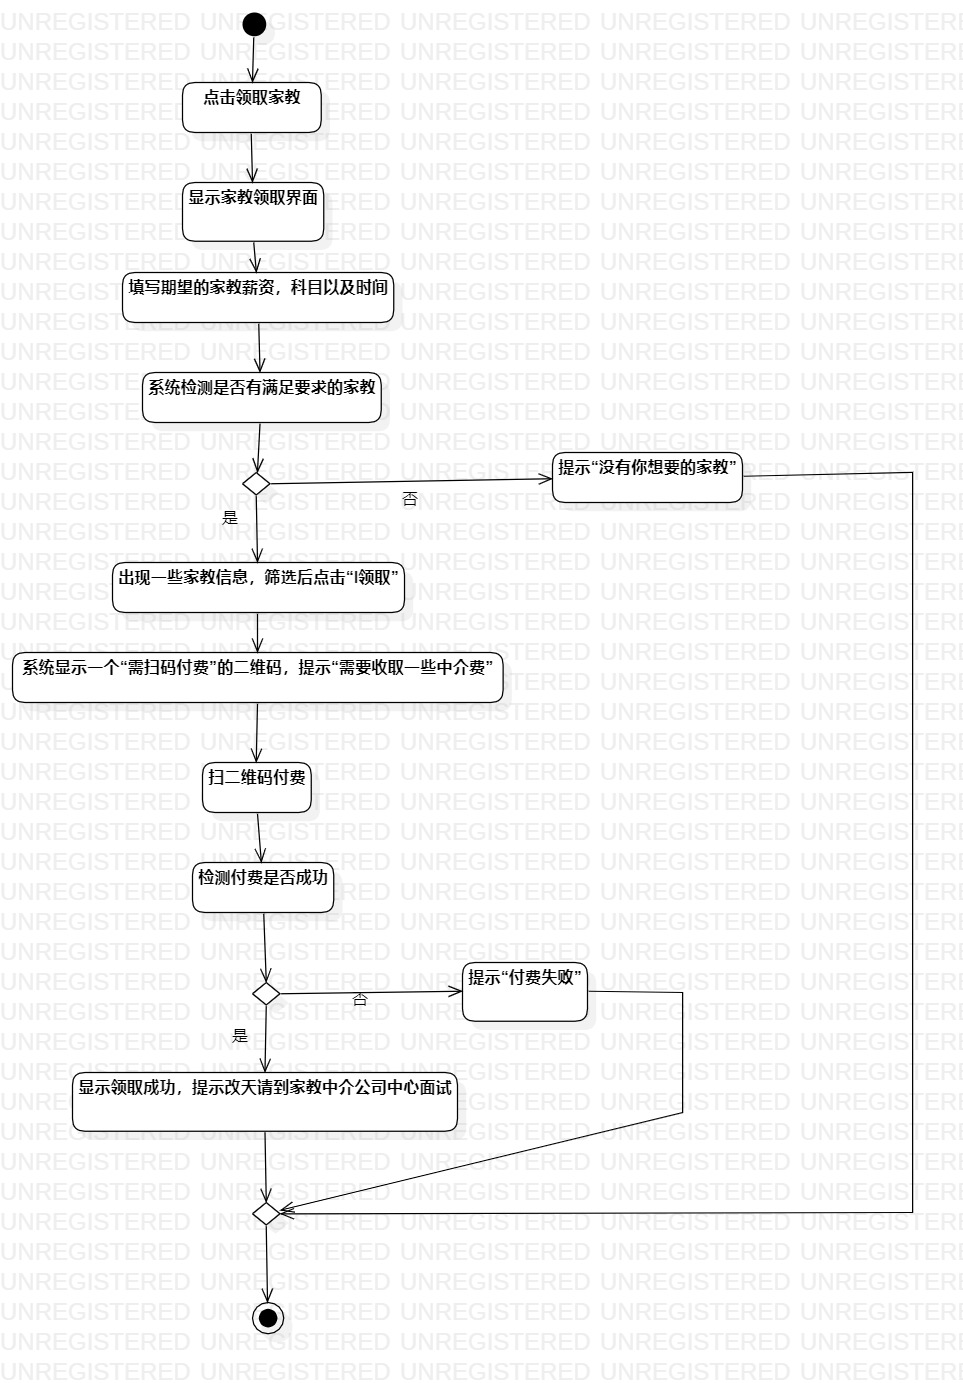 点击领取家教
显示家教领取界面
填写期望的家教薪资，科目以及时间
系统检测是否有满足要求的家教
提示“没有你想要的家教”
否
是
出现一些家教信息，筛选后点击“l领取”
系统显示一个“需扫码付费”的二维码，提示“需要收取一些中介费”
扫二维码付费
检测付费是否成功
提示“付费失败”
否
是
显示领取成功，提示改天请到家教中介公司中心面试
UNREGISTERED